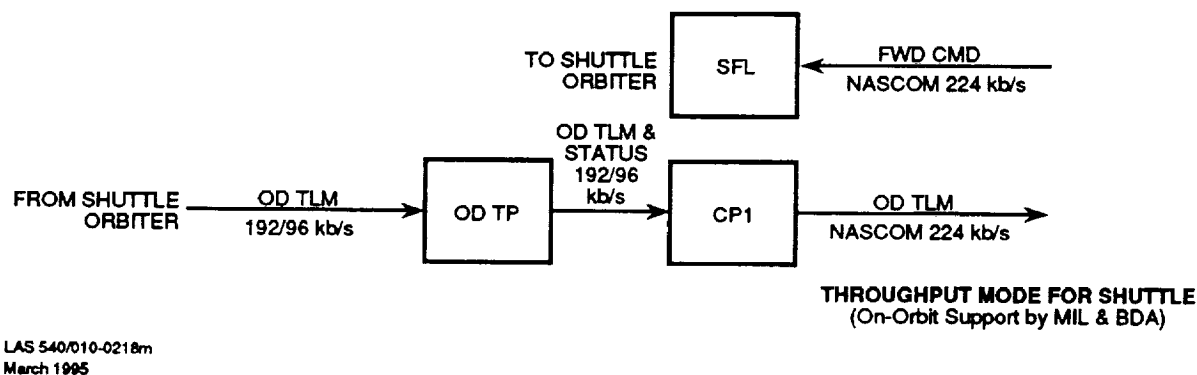 TO SHUTTLE
ORBITER
SFL
FWD CMD
NASCOM 224 kb/s
OD TLM &
STATUS
192/96
kb/s
FROM SHUTTLE
ORBITER
OD TLM
192/96 kb/s
OD TP
CP1
OD TLM
NASCOM 224 kb/s
THROUGHPUT MODE FOR SHUTTLE
(On-Orbit Support by MIL & BDA)
LAS 540/010-0218m
March 1995